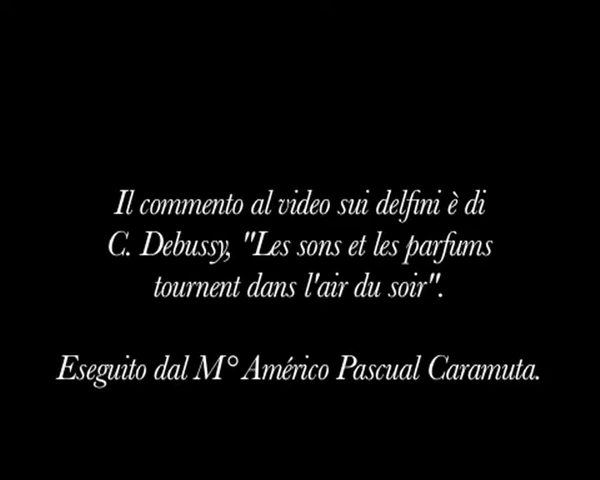 Il commento al video sui delfini è di
C. Debussy, "Les sons et les parfums
tournent dans l'air du soir".
Eseguito dal M° Américo Pascual Caramuta.